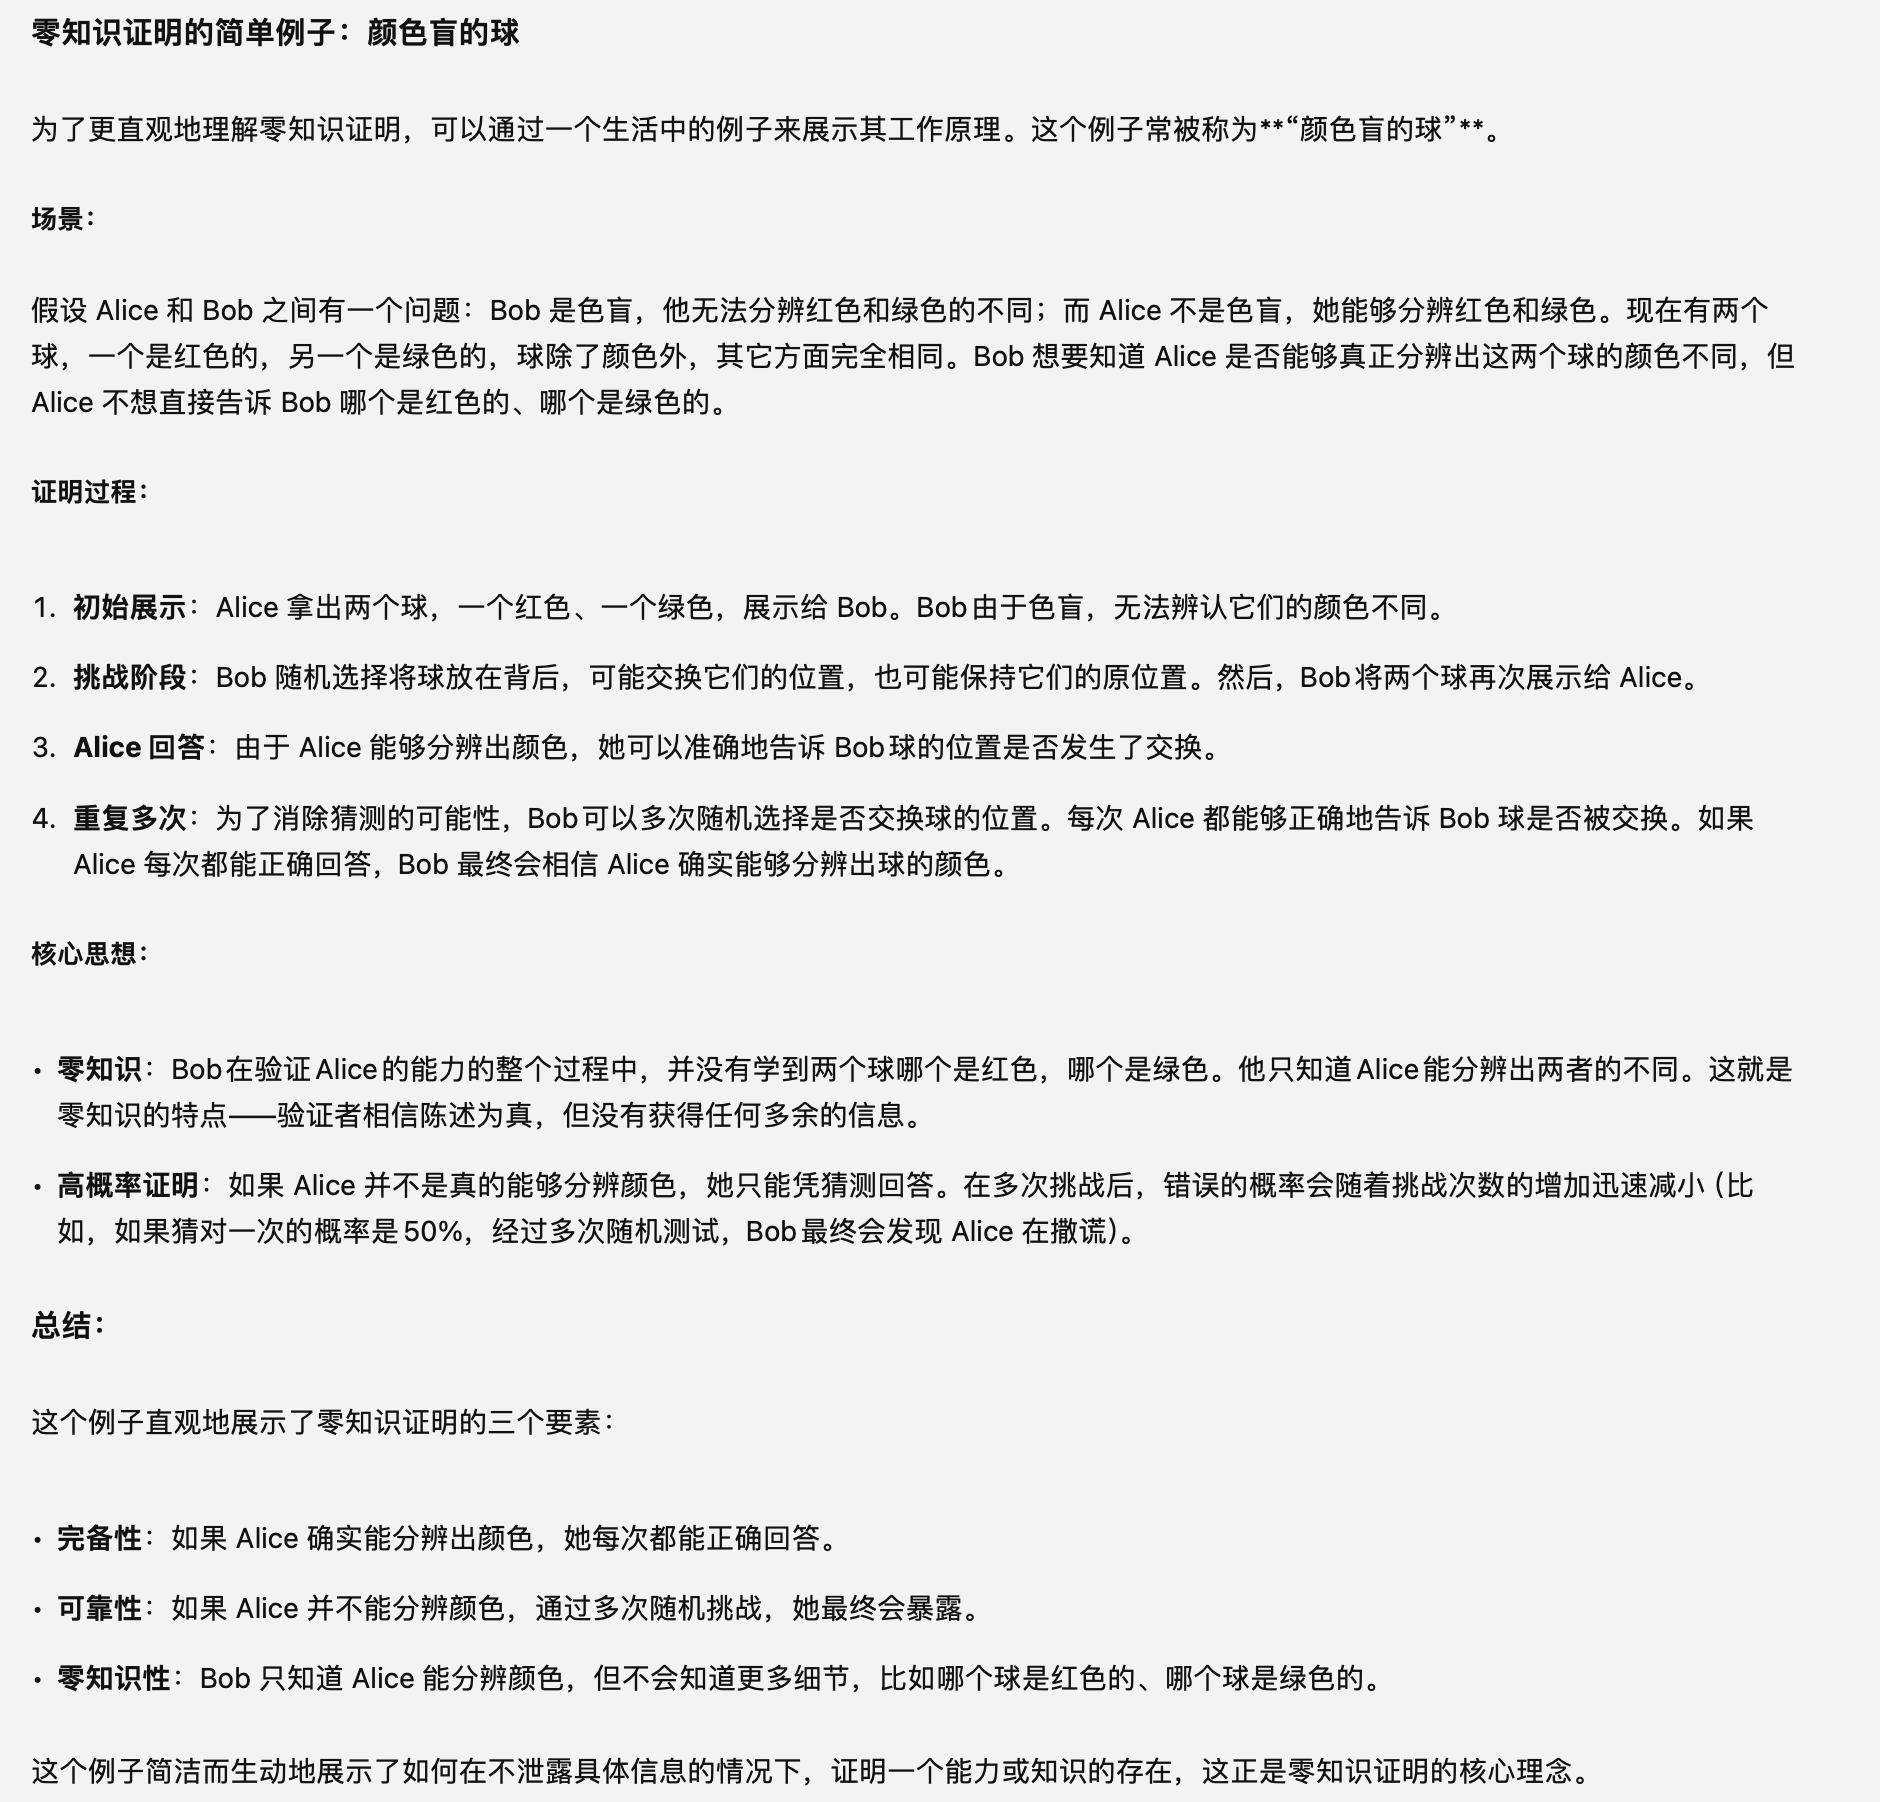 零知识证明的简单例子：颜色盲的球
为了更直观地理解零知识证明，可以通过一个生活中的例子来展示其工作原理。这个例子常被称为**“颜色盲的球”**。
场景：
假设 Alice 和 Bob 之间有一个问题：Bob 是色盲，他无法分辨红色和绿色的不同；而 Alice 不是色盲，她能够分辨红色和绿色。现在有两个
球，一个是红色的，另一个是绿色的，球除了颜色外，其它方面完全相同。Bob 想要知道 Alice 是否能够真正分辨出这两个球的颜色不同，但
Alice 不想直接告诉 Bob 哪个是红色的、哪个是绿色的。
证明过程：
1. 初始展示：Alice 拿出两个球，一个红色、一个绿色，展示给 Bob。Bob由于色盲，无法辨认它们的颜色不同。
2. 挑战阶段：Bob 随机选择将球放在背后，可能交换它们的位置，也可能保持它们的原位置。然后，Bob将两个球再次展示给 Alice。
3. Alice 回答：由于 Alice 能够分辨出颜色，她可以准确地告诉 Bob球的位置是否发生了交换。
4. 重复多次：为了消除猜测的可能性，Bob可以多次随机选择是否交换球的位置。每次 Alice 都能够正确地告诉 Bob 球是否被交换。如果
Alice 每次都能正确回答，Bob 最终会相信 Alice 确实能够分辨出球的颜色。
核心思想：
• 零知识：Bob在验证Alice的能力的整个过程中，并没有学到两个球哪个是红色，哪个是绿色。他只知道Alice能分辨出两者的不同。这就是
零知识的特点——验证者相信陈述为真，但没有获得任何多余的信息。
• 高概率证明：如果 Alice 并不是真的能够分辨颜色，她只能凭猜测回答。在多次挑战后，错误的概率会随着挑战次数的增加迅速减小（比
如，如果猜对一次的概率是50%，经过多次随机测试，Bob最终会发现 Alice 在撒谎）。
总结：
这个例子直观地展示了零知识证明的三个要素：
• 完备性：如果 Alice 确实能分辨出颜色，她每次都能正确回答。
• 可靠性：如果 Alice 并不能分辨颜色，通过多次随机挑战，她最终会暴露。
• 零知识性：Bob 只知道 Alice 能分辨颜色，但不会知道更多细节，比如哪个球是红色的、哪个球是绿色的。
这个例子简洁而生动地展示了如何在不泄露具体信息的情况下，证明一个能力或知识的存在，这正是零知识证明的核心理念。